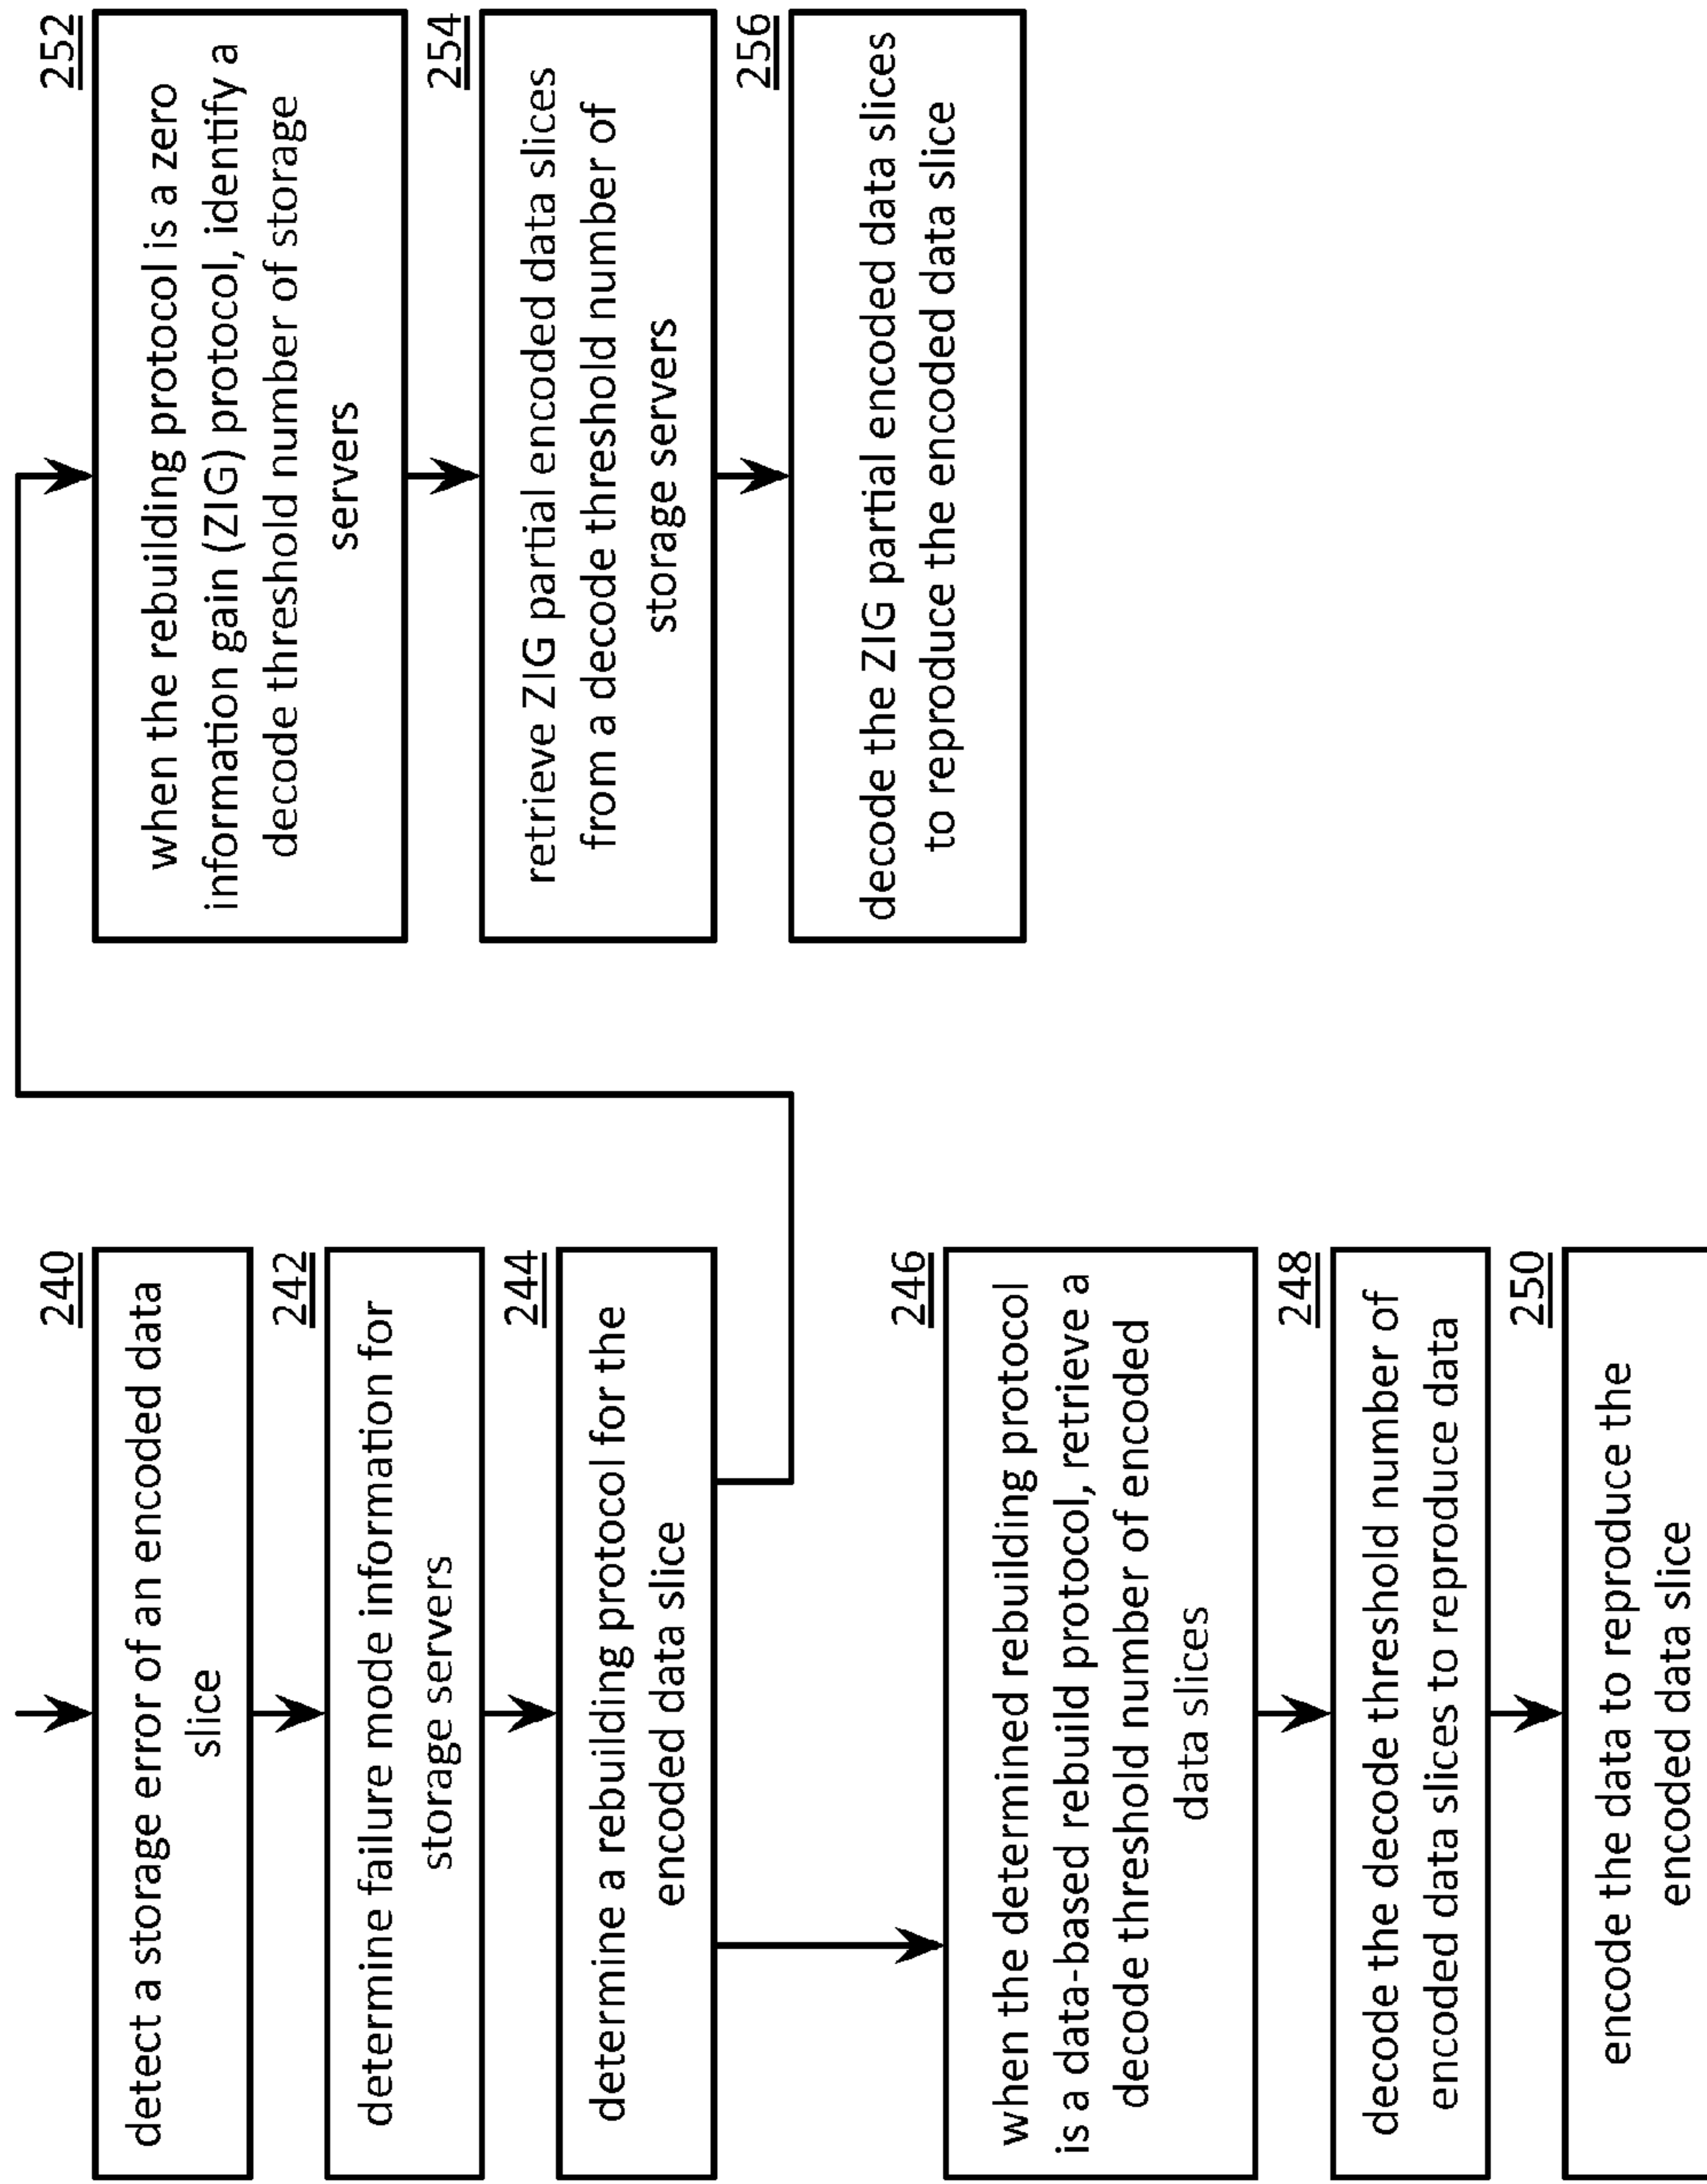 240
detect a storage error of an encoded data
slice
242
determine failure mode information for
storage servers
244
determine a rebuilding protocol for the
encoded data slice
246
when the determined rebuilding protocol
is a data-based rebuild protocol, retrieve a
decode threshold number of encoded
data slices
248
decode the decode threshold number of
encoded data slices to reproduce data
250
encode the data to reproduce the
encoded data slice
252
when the rebuilding protocol is a zero
information gain (ZIG) protocol, identify a
decode threshold number of storage
servers
254
retrieve ZIG partial encoded data slices
from a decode threshold number of
storage servers
256
decode the ZIG partial encoded data slices
to reproduce the encoded data slice